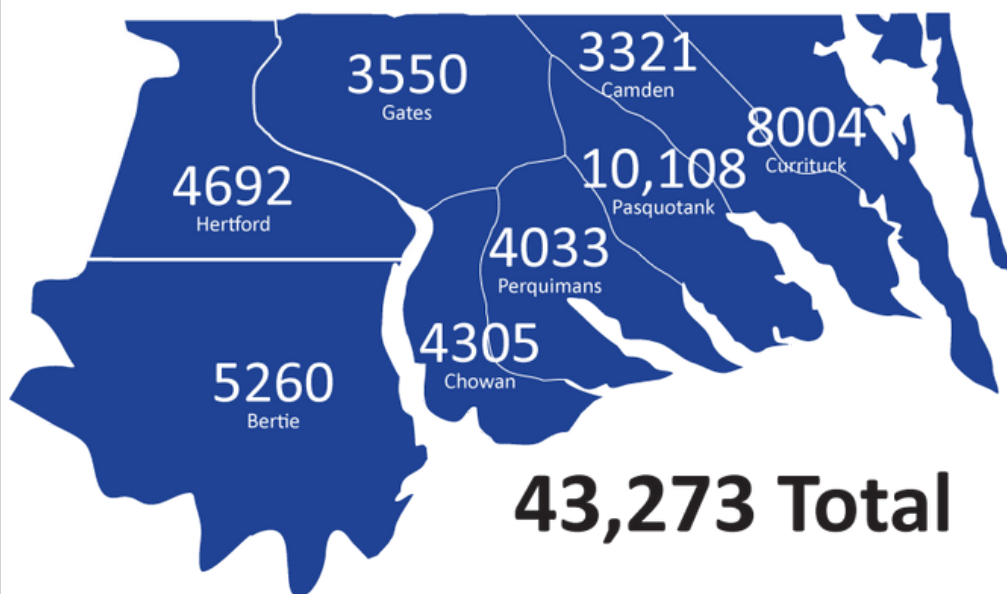 3550
Gates
3321
Camden
8004
Currituck
10,108
Pasquotank
4692
Hertford
4033
Perquimans
4305
Chowan
5260
Bertie
43,273 Total